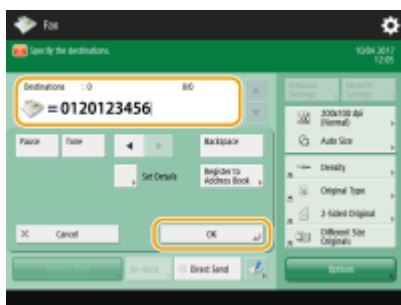 Fax
Specify the destinations.
10/04 2017
12:05
Destinations : 0 0/0
=0120123456
200x100 dpi
(Normal)
Pause Tone Backspace
Auto Size
Set Details Register to
Address Book
Density
Original Type
2-Sided Original
Cancel OK
Different Size
Originals
Direct Send
Options